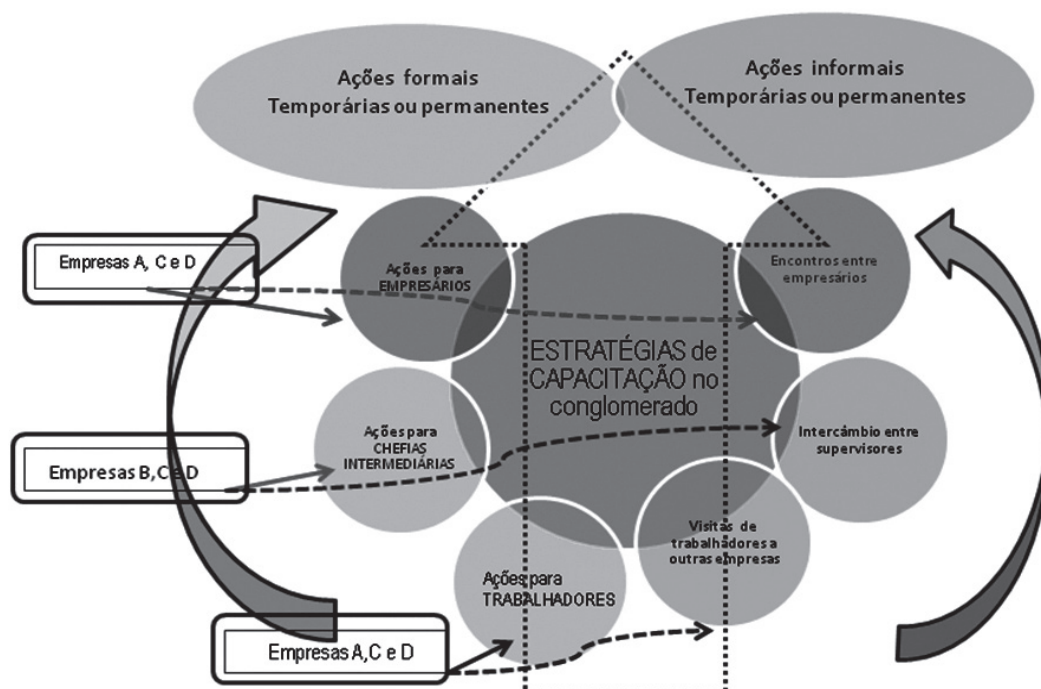 Ações formais
Temporárias ou permanentes
Ações informais
Temporárias ou permanentes
Empresas A, C e D
Ações para
EMPRESÁRIOS
Encontros entre
empresários
ESTRATÉGIAS de
CAPACITAÇÃO no
conglomerado
Ações para
CHEFIAS
INTERMEDIÁRIAS
Intercâmbio entre
supervisores
Empresas B,C e D
Visitas de
trabalhadores a
outras empresas
Ações para
TRABALHADORES
Empresas A,C e D